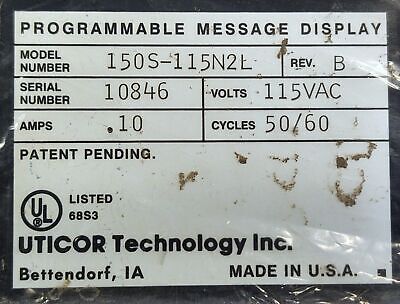 PROGRAMMABLE MESSAGE DISPLAY
MODEL NUMBER 150S-115N2L REV. B
SERIAL NUMBER 10846 VOLTS 115VAC
AMPS .10 CYCLES 50/60
PATENT PENDING.
UL LISTED
68S3
UTICOR Technology Inc.
Bettendorf, IA MADE IN U.S.A.